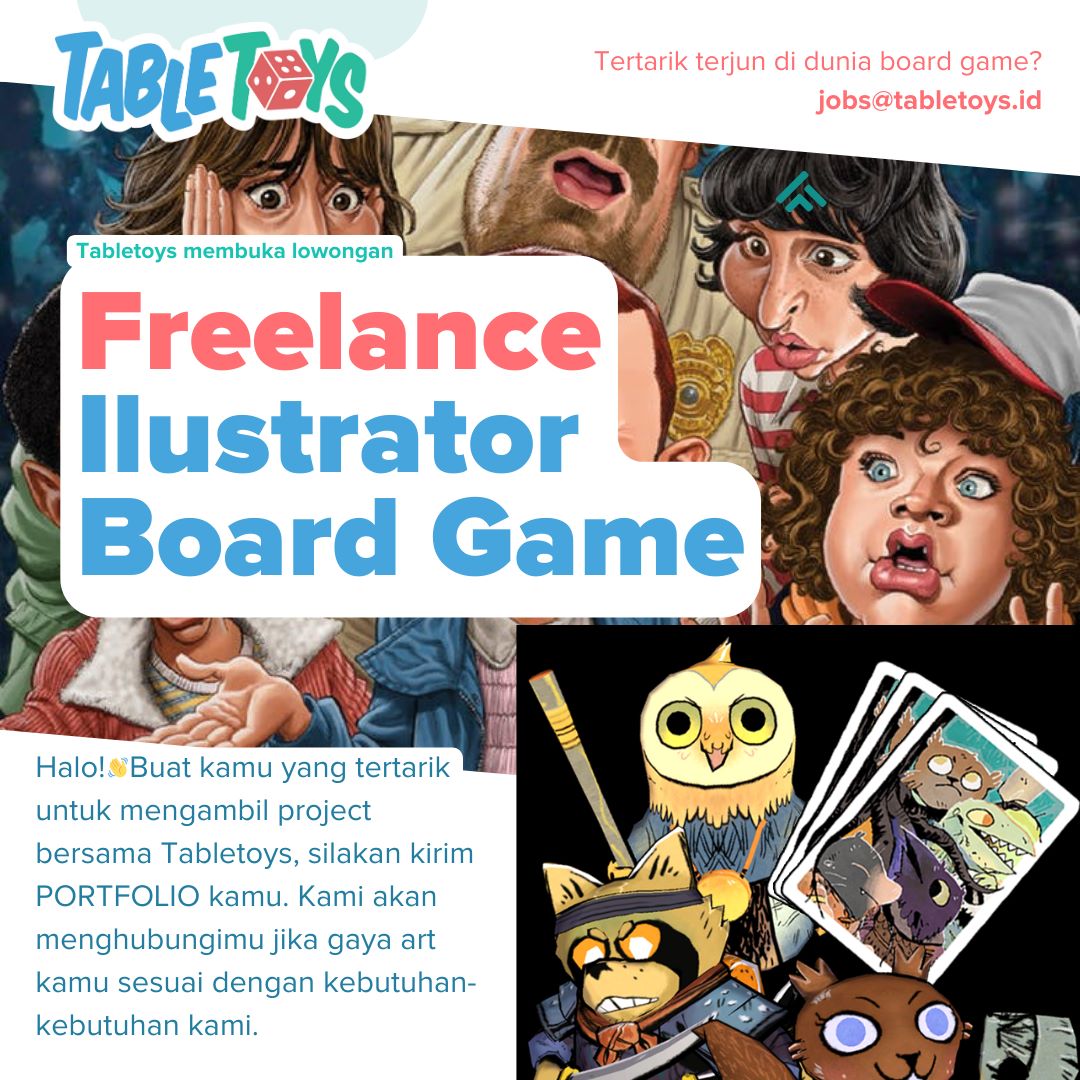 TABLETOYS
Tertarik terjun di dunia board game?
jobs@tabletoys.id
Tabletoys membuka lowongan
Freelance
Ilustrator
Board Game
Halo!👋Buat kamu yang tertarik
untuk mengambil project
bersama Tabletoys, silakan kirim
PORTFOLIO kamu. Kami akan
menghubungimu jika gaya art
kamu sesuai dengan kebutuhan-
kebutuhan kami.